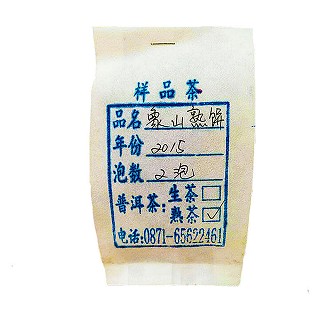 样品茶
品名 象山熟饼
年份 2015
泡数 2泡
普洱茶: 生茶
熟茶 ✓
电话: 0871-65622461